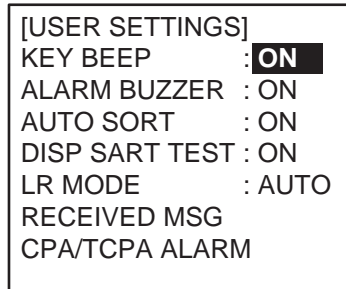 [USER SETTINGS]
KEY BEEP : ON
ALARM BUZZER : ON
AUTO SORT : ON
DISP SART TEST : ON
LR MODE : AUTO
RECEIVED MSG
CPA/TCPA ALARM